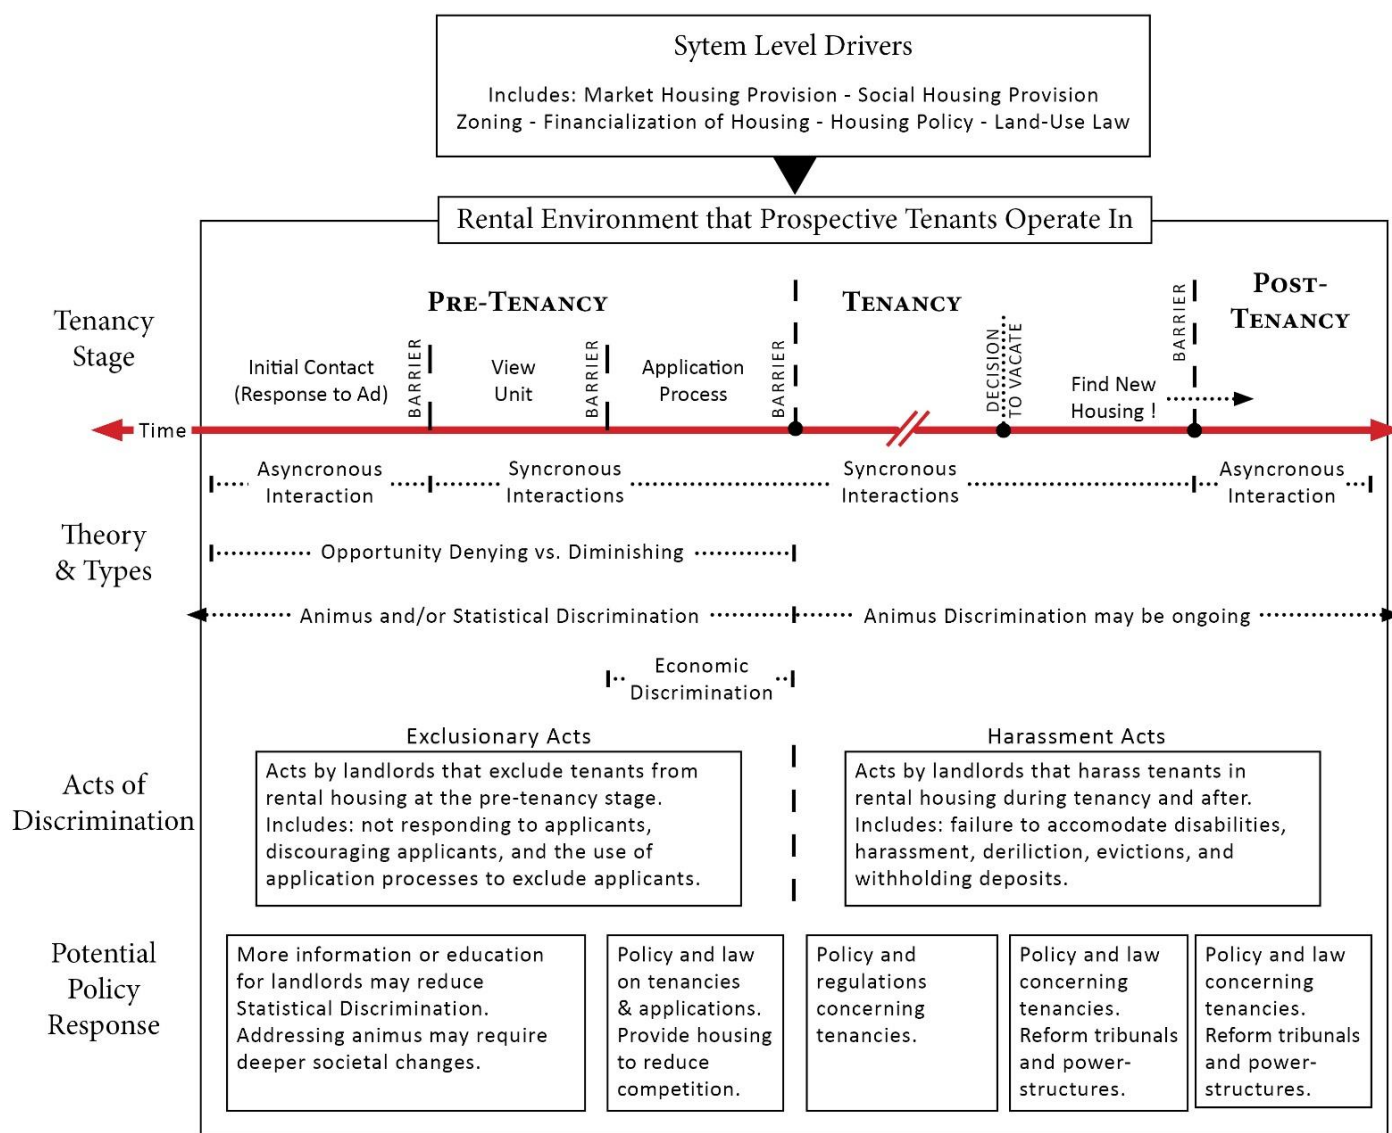 Sytem Level Drivers
Includes: Market Housing Provision - Social Housing Provision
Zoning - Financialization of Housing - Housing Policy - Land-Use Law
Rental Environment that Prospective Tenants Operate In
Tenancy
Stage
PRE-TENANCY
TENANCY
POST-
TENANCY
Initial Contact
(Response to Ad)
BARRIER
View
Unit
BARRIER
Application
Process
BARRIER
DECISION
TO VACATE
Find New
Housing !
BARRIER
Time
Theory
& Types
Asyncronous
Interaction
Syncronous
Interactions
Syncronous
Interactions
Asyncronous
Interaction
Opportunity Denying vs. Diminishing
Animus and/or Statistical Discrimination
Animus Discrimination may be ongoing
Economic
Discrimination
Acts of
Discrimination
Exclusionary Acts
Acts by landlords that exclude tenants from
rental housing at the pre-tenancy stage.
Includes: not responding to applicants,
discouraging applicants, and the use of
application processes to exclude applicants.
Harassment Acts
Acts by landlords that harass tenants in
rental housing during tenancy and after.
Includes: failure to accomodate disabilities,
harassment, deriliction, evictions, and
withholding deposits.
Potential
Policy
Response
More information or education
for landlords may reduce
Statistical Discrimination.
Addressing animus may require
deeper societal changes.
Policy and law
on tenancies
& applications.
Provide housing
to reduce
competition.
Policy and
regulations
concerning
tenancies.
Policy and law
concerning
tenancies.
Reform tribunals
and power-
structures.
Policy and law
concerning
tenancies.
Reform tribunals
and power-
structures.